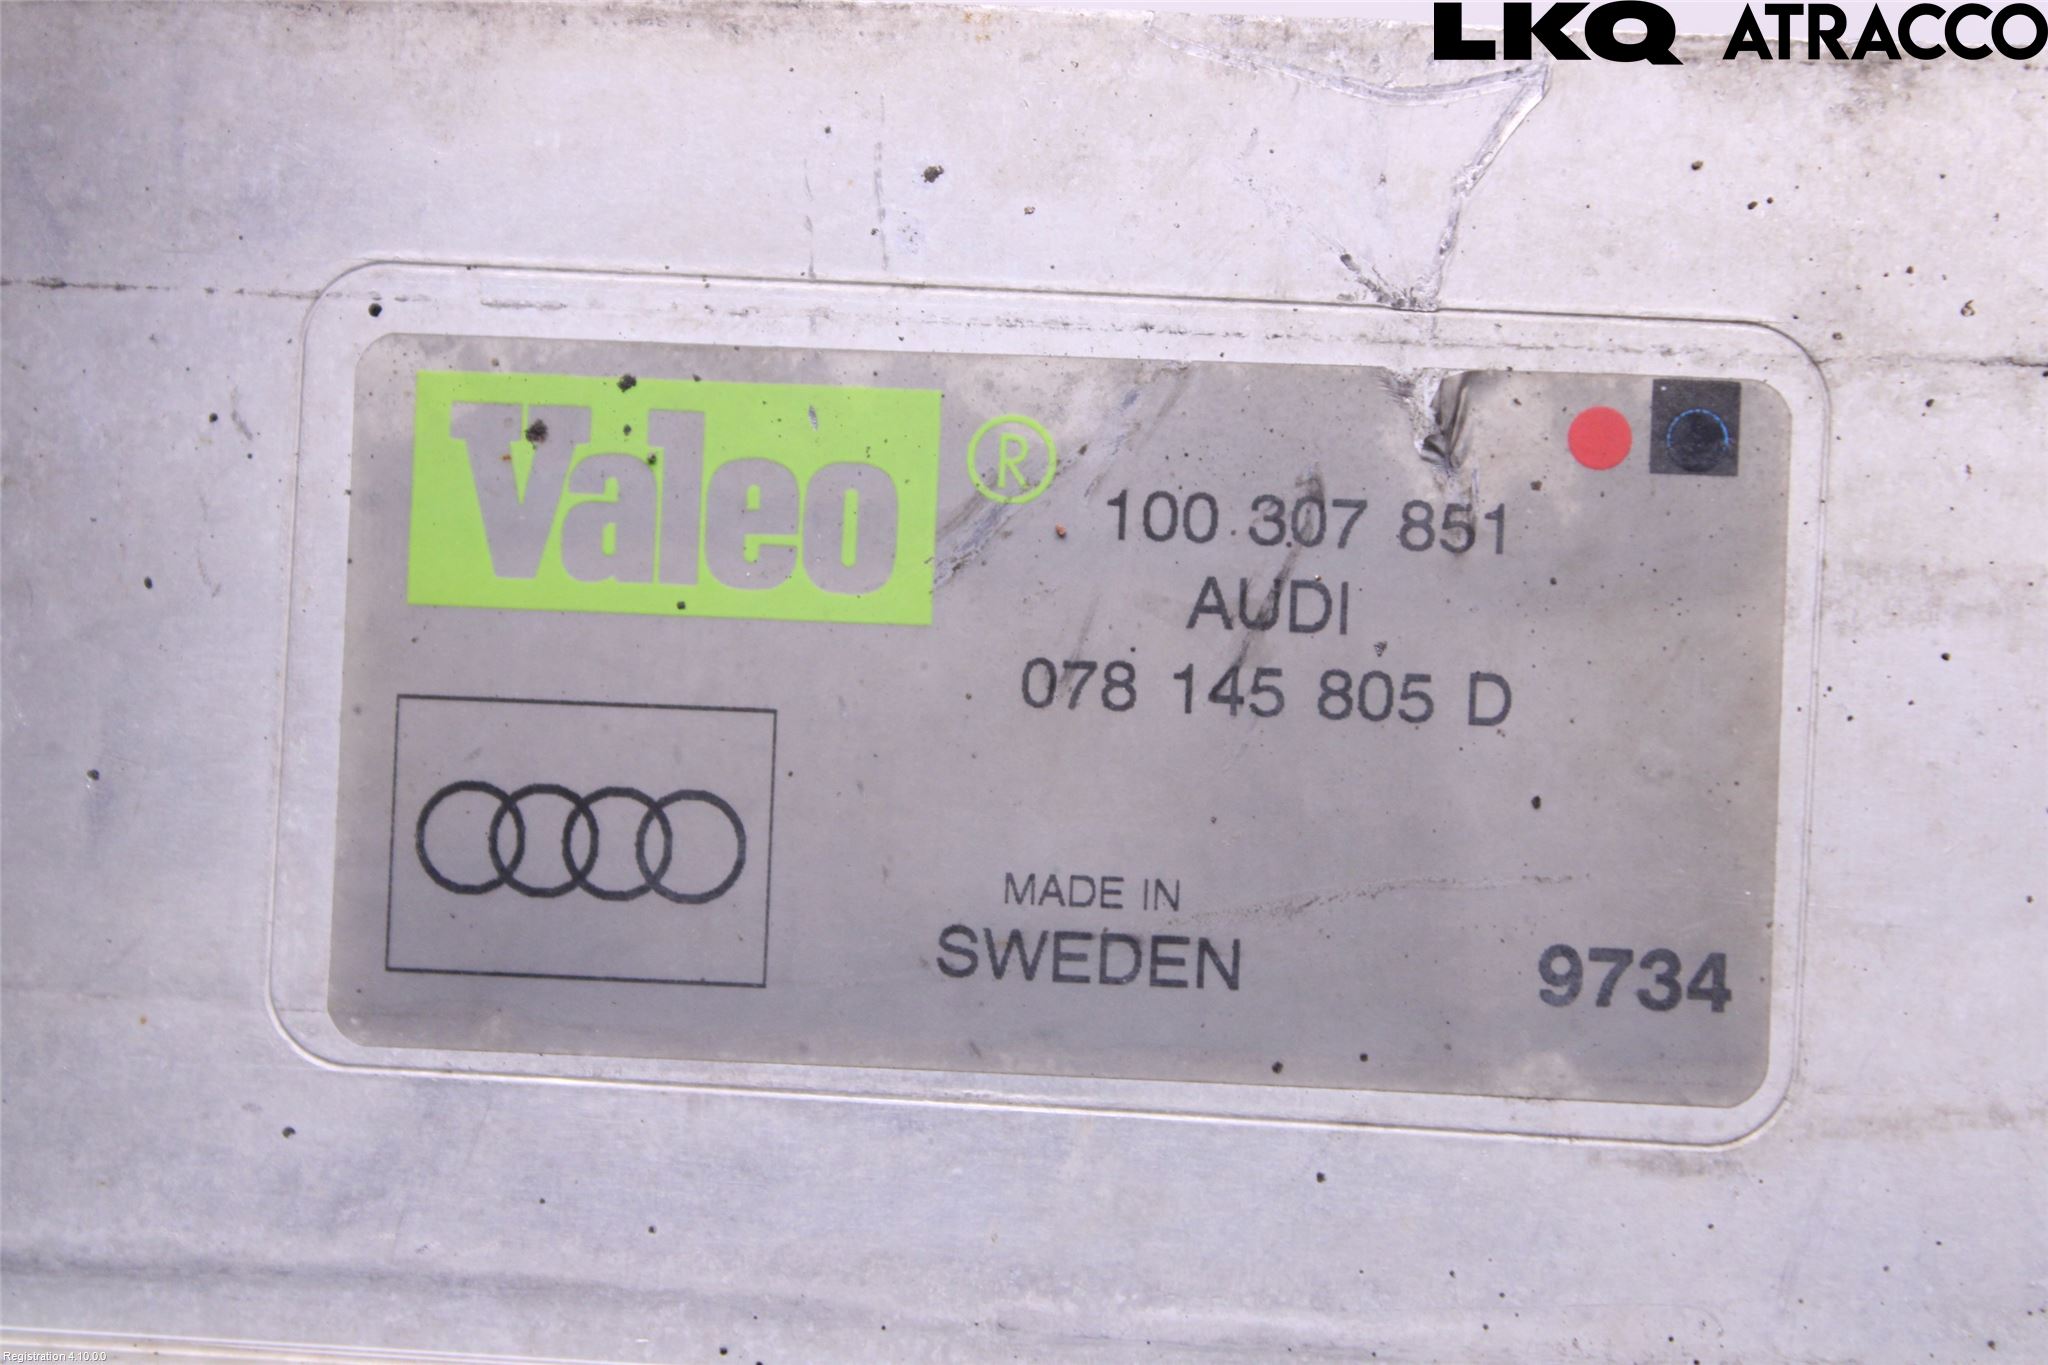 LKQ ATRACCO
Valeo ®
100 307 851
AUDI
078 145 805 D
MADE IN
SWEDEN
9734
Registration 4.10.0.0